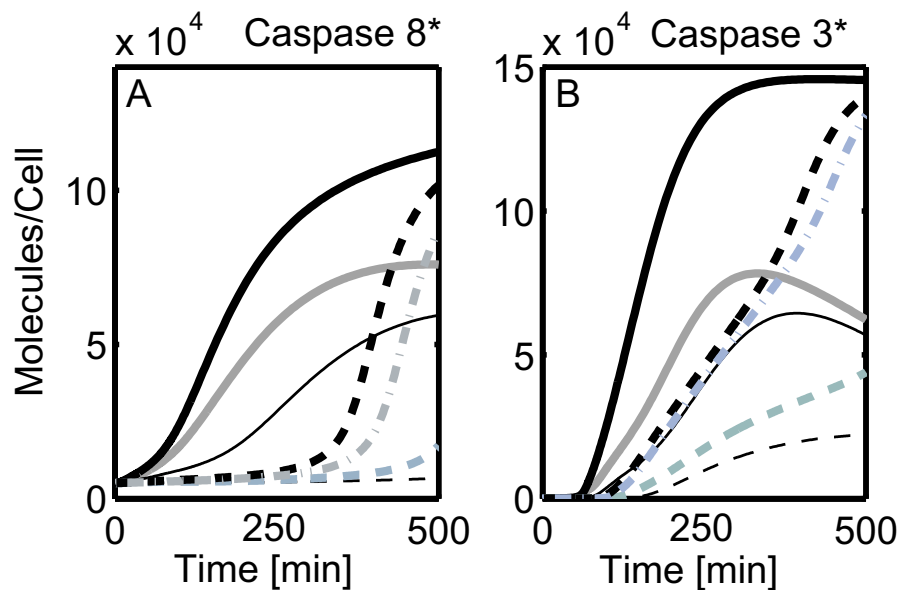 x 10^4 Caspase 8*
x 10^4 Caspase 3*
A
10
5
0
0 250 500
Time [min]
Molecules/Cell
B
15
10
5
0
0 250 500
Time [min]